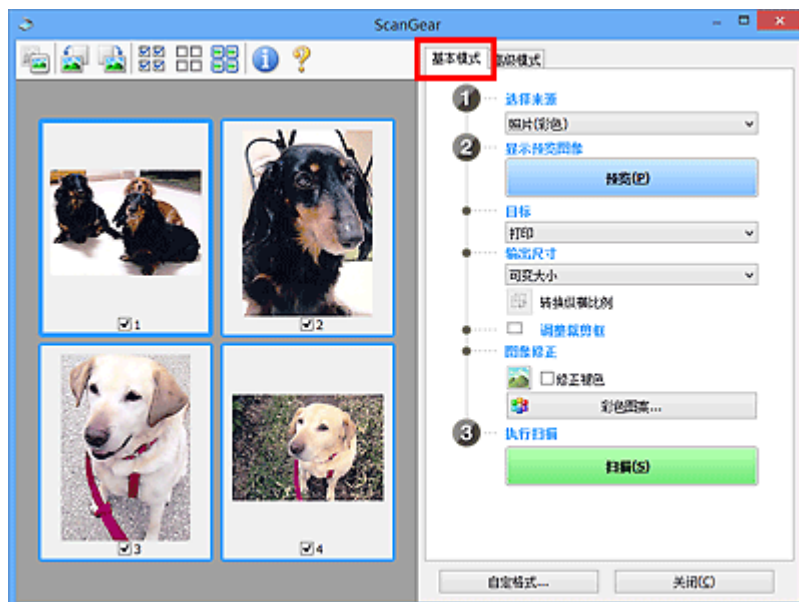 ScanGear
基本模式
高级模式
1
选择来源
照片(彩色)
2
显示预览图像
预览(P)
目标
打印
输出尺寸
可变大小
转换纵横比例
调整裁剪框
图像修正
修正褪色
彩色图案...
3
执行扫描
扫描(S)
1
2
3
4
自定格式...
关闭(C)